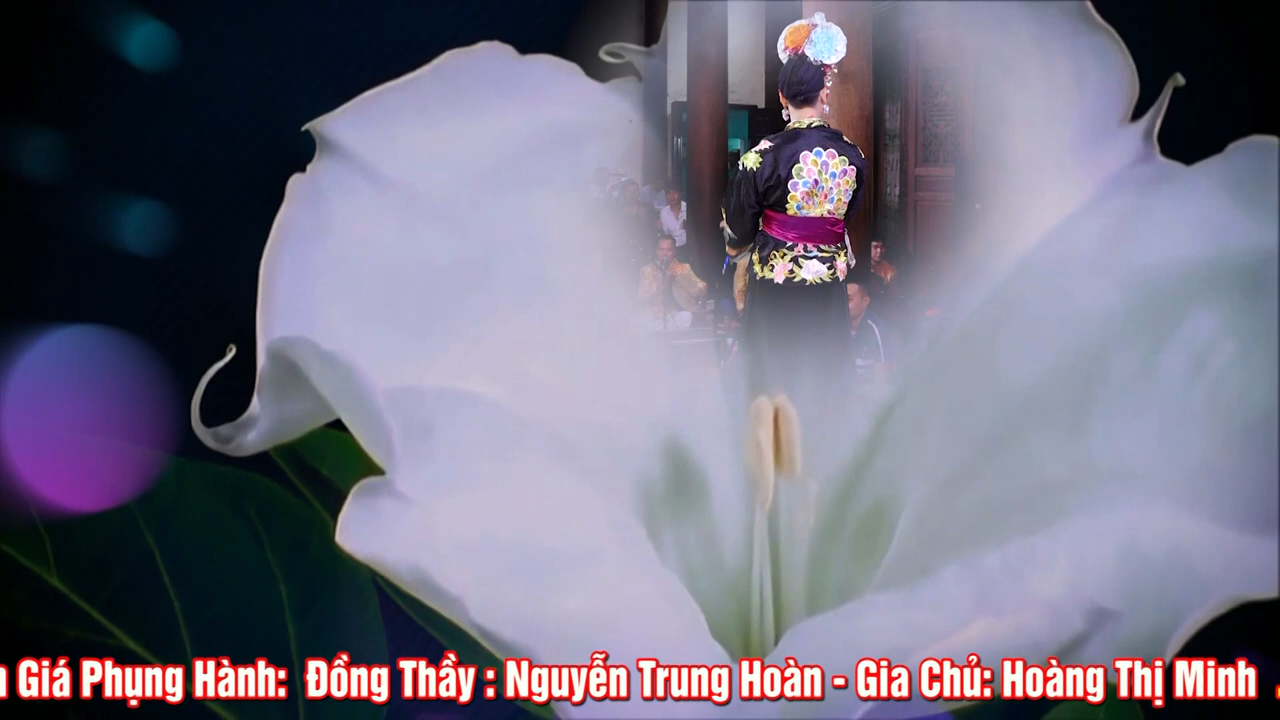 Giá Phụng Hành: Đồng Thầy : Nguyễn Trung Hoàn - Gia Chủ: Hoàng Thị Minh